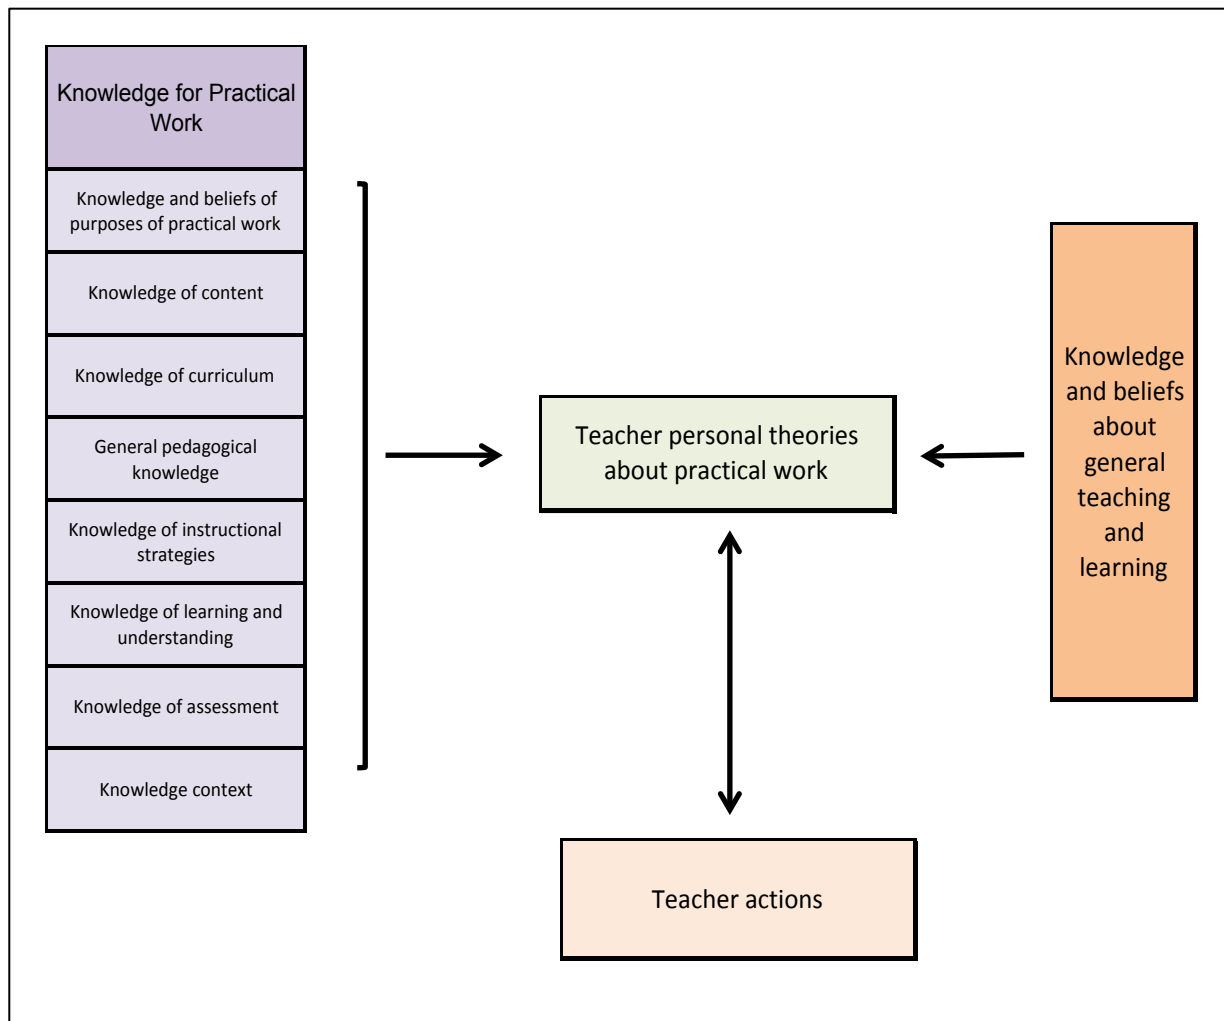 Knowledge for Practical
Work
Knowledge and beliefs of
purposes of practical work
Knowledge of content
Knowledge of curriculum
General pedagogical
knowledge
Knowledge of instructional
strategies
Knowledge of learning and
understanding
Knowledge of assessment
Knowledge context
Teacher personal theories
about practical work
Teacher actions
Knowledge
and beliefs
about
general
teaching
and
learning